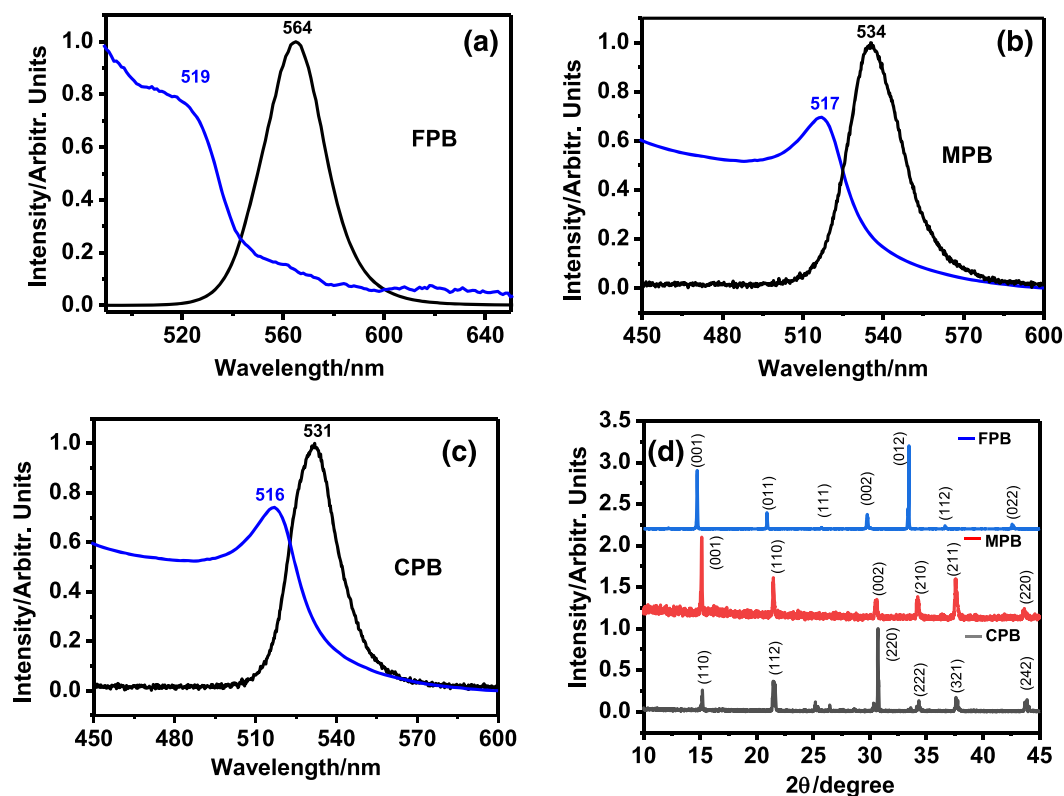 (a)
564
519
FPB
Intensity/Arbitr. Units
1.0
0.8
0.6
0.4
0.2
0.0
520 560 600 640
Wavelength/nm
(b)
534
517
MPB
Intensity/Arbitr. Units
1.0
0.8
0.6
0.4
0.2
0.0
450 480 510 540 570 600
Wavelength/nm
(c)
531
516
CPB
Intensity/Arbitr. Units
1.0
0.8
0.6
0.4
0.2
0.0
450 480 510 540 570 600
Wavelength/nm
(d)
FPB
(001) (011) (111) (002) (012) (112) (022)
MPB
(001) (110) (002) (210) (211) (220)
CPB
(110) (112) (220) (222) (321) (242)
Intensity/Arbitr. Units
3.5
3.0
2.5
2.0
1.5
1.0
0.5
0.0
10 15 20 25 30 35 40 45
2θ/degree